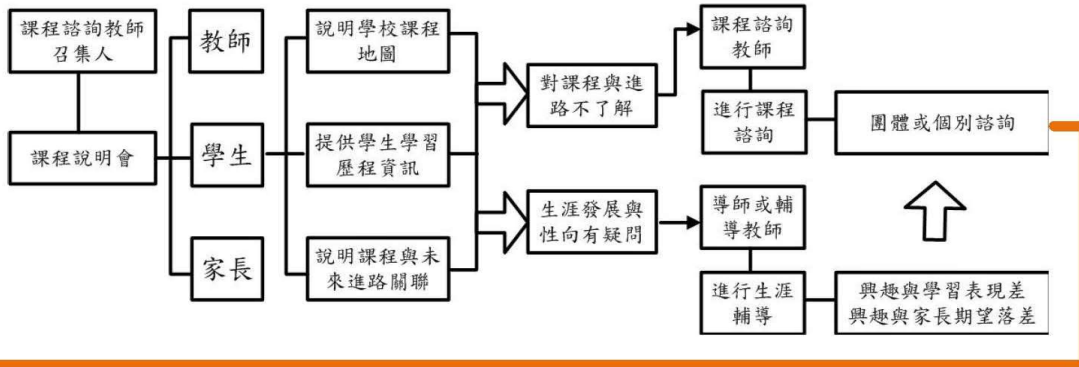 課程諮詢教師
召集人
課程說明會
教師
學生
家長
說明學校課程
地圖
提供學生學習
歷程資訊
說明課程與未
來進路關聯
對課程與進
路不了解
生涯發展與
性向有疑問
課程諮詢
教師
進行課程
諮詢
團體或個別諮詢
導師或輔
導教師
進行生涯
輔導
興趣與學習表現差
興趣與家長期望落差